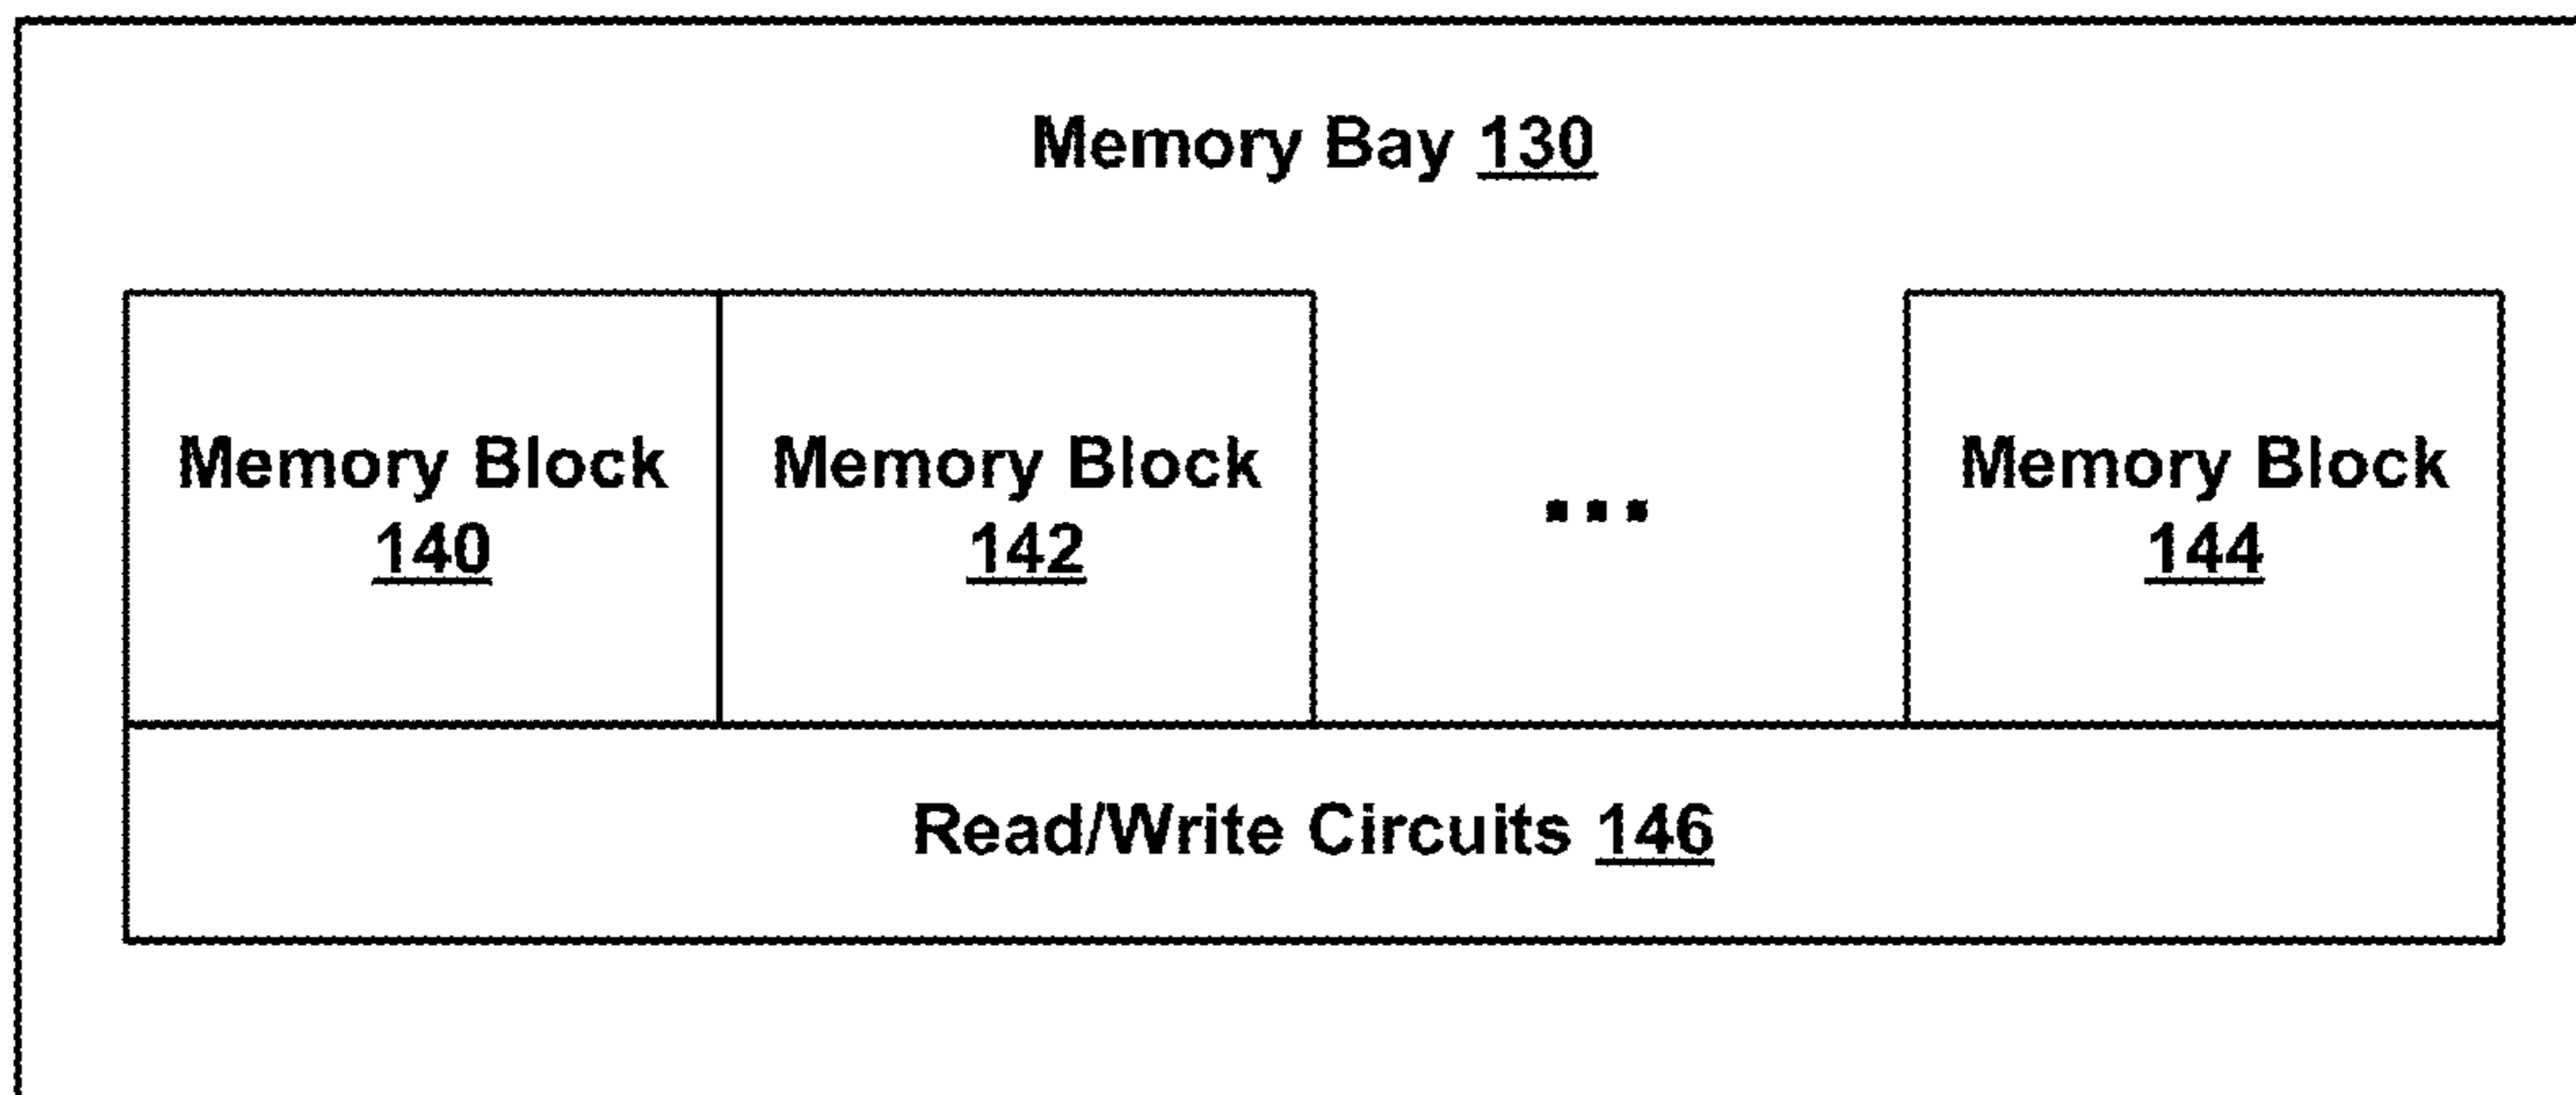 Memory Bay 130
Memory Block
140
Memory Block
142
...
Memory Block
144
Read/Write Circuits 146